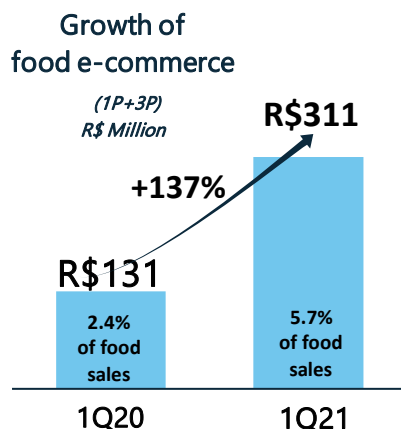 Growth of
food e-commerce
(1P+3P)
R$ Million
R$311
+137%
R$131
2.4%
of food
sales
5.7%
of food
sales
1Q20
1Q21